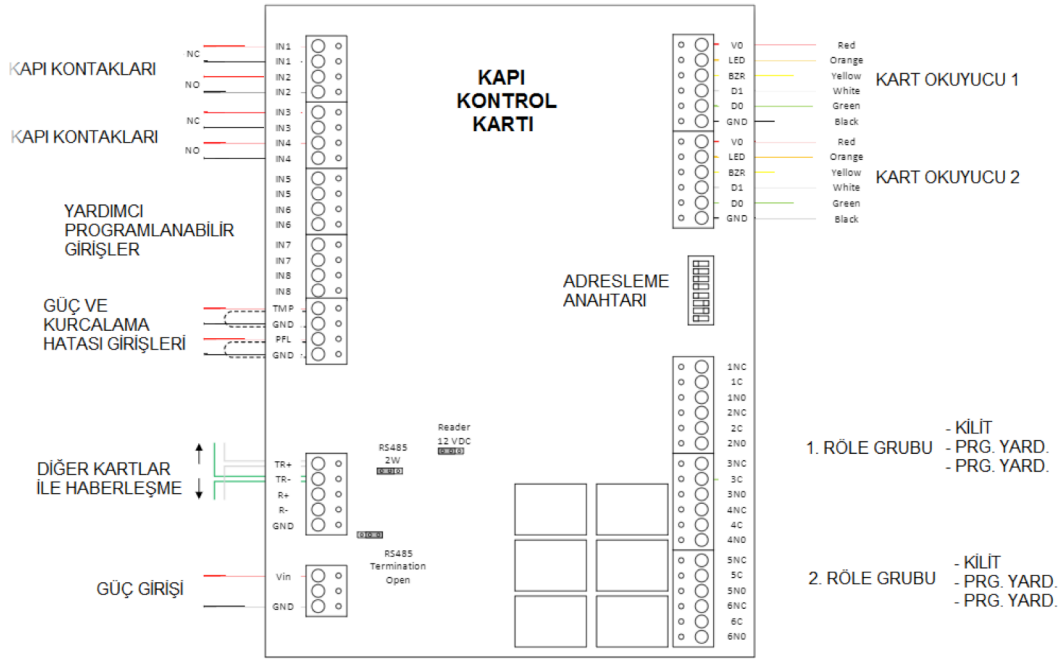 KAPI
KONTROL
KARTI
KAPI KONTAKLARI
NC
NO
IN1
IN1
IN2
IN2
KAPI KONTAKLARI
NC
NO
IN3
IN3
IN4
IN4
YARDIMCI
PROGRAMLANABİLİR
GİRİŞLER
IN5
IN5
IN6
IN6
IN7
IN7
IN8
IN8
GÜÇ VE
KURCALAMA
HATASI GİRİŞLERİ
TMP
GND
PFL
GND
DİĞER KARTLAR
İLE HABERLEŞME
TR+
TR-
R+
R-
GND
RS485
2W
Reader
12 VDC
RS485
Termination
Open
GÜÇ GİRİŞİ
Vin
GND
V0 Red
LED Orange
BZR Yellow
D1 White
D0 Green
GND Black
KART OKUYUCU 1
V0 Red
LED Orange
BZR Yellow
D1 White
D0 Green
GND Black
KART OKUYUCU 2
ADRESLEME
ANAHTARI
1NC
1C
1N0
2NC
2C
2N0
3NC
3C
3N0
4NC
4C
4N0
5NC
5C
5N0
6NC
6C
6N0
1. RÖLE GRUBU
- KİLİT
- PRG. YARD.
- PRG. YARD.
2. RÖLE GRUBU
- KİLİT
- PRG. YARD.
- PRG. YARD.